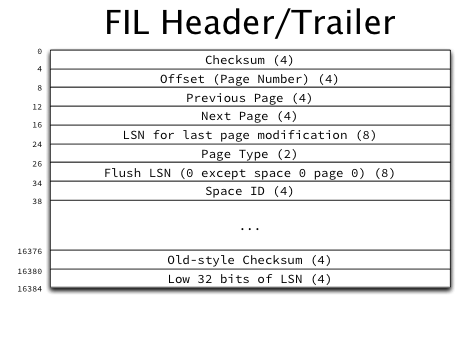 FIL Header/Trailer
0
Checksum (4)
4
Offset (Page Number) (4)
8
Previous Page (4)
12
Next Page (4)
16
LSN for last page modification (8)
24
Page Type (2)
26
Flush LSN (0 except space 0 page 0) (8)
34
Space ID (4)
38
...
16376
Old-style Checksum (4)
16380
Low 32 bits of LSN (4)
16384